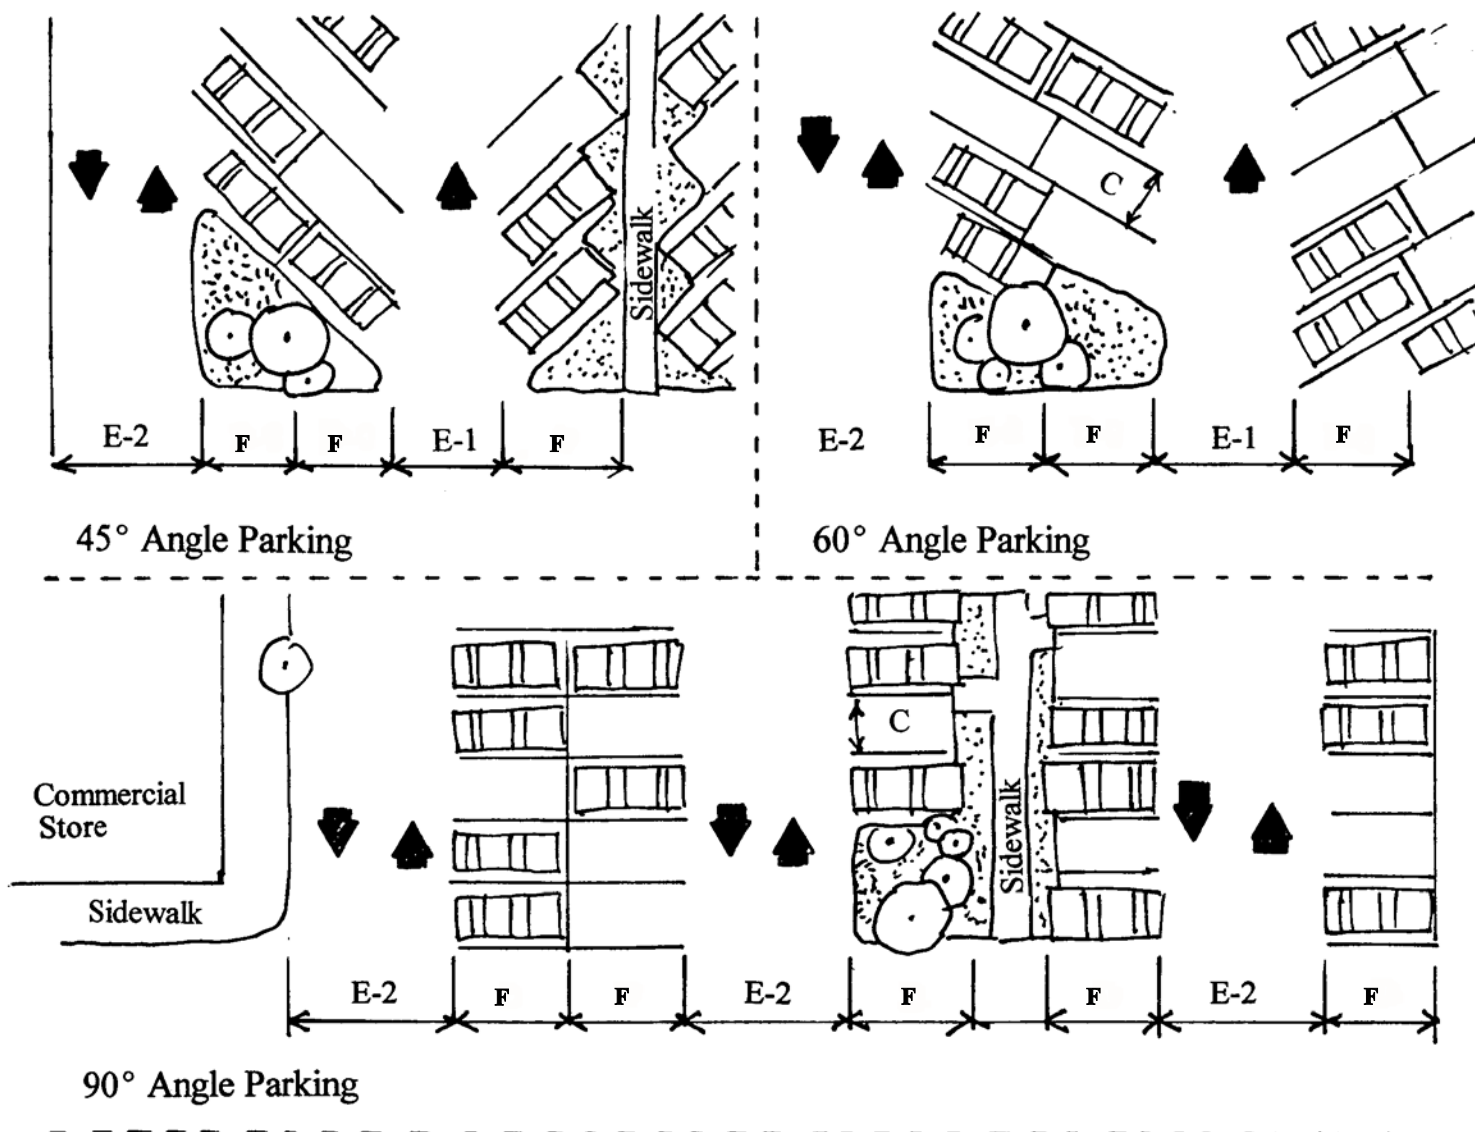 Sidewalk
E-2
F
F
E-1
F
45° Angle Parking
C
E-2
F
F
E-1
F
60° Angle Parking
Commercial
Store
Sidewalk
C
Sidewalk
E-2
F
F
E-2
F
F
E-2
F
90° Angle Parking